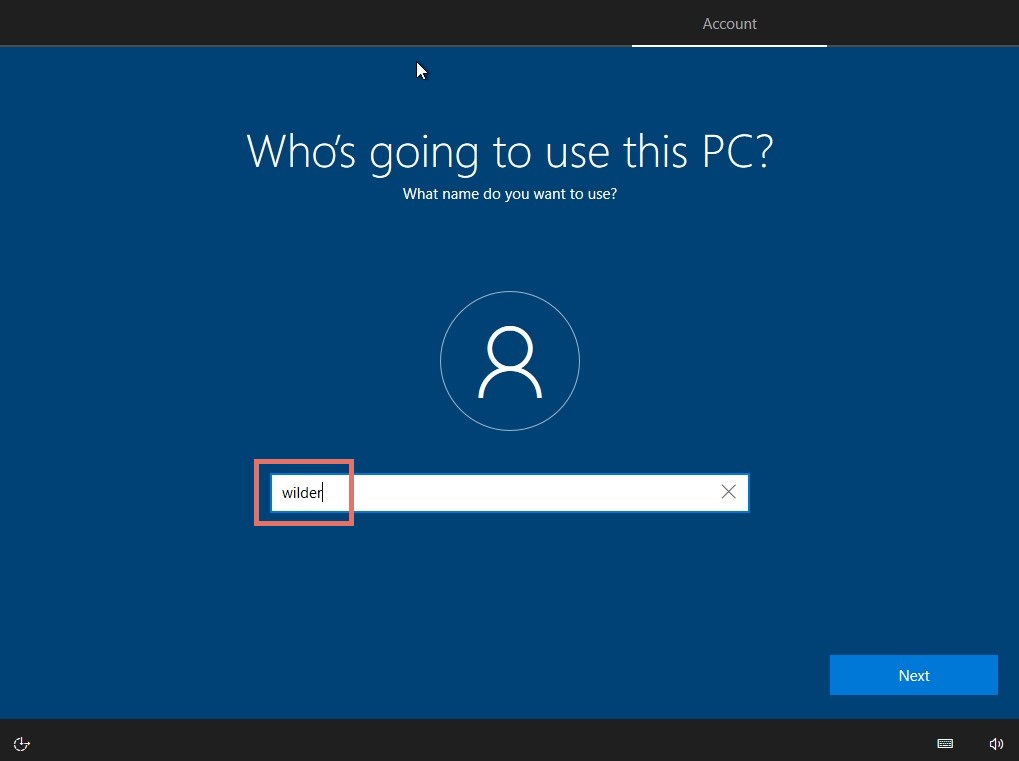 Account
Who's going to use this PC?
What name do you want to use?
wilder
Next